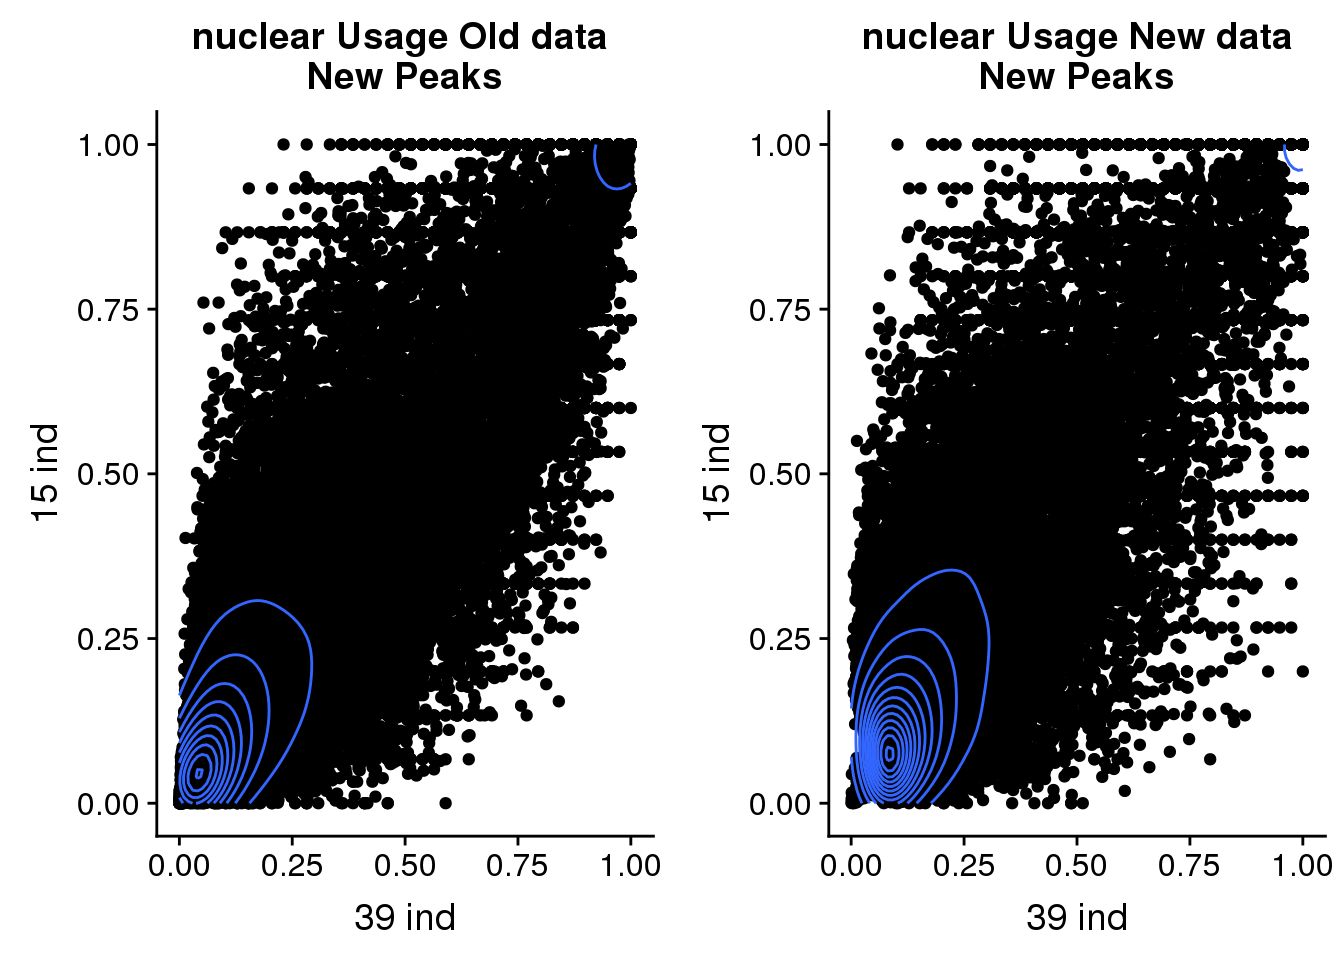 nuclear Usage Old data
New Peaks
1.00
0.75
0.50
0.25
0.00
15 ind
0.00 0.25 0.50 0.75 1.00
39 ind
nuclear Usage New data
New Peaks
1.00
0.75
0.50
0.25
0.00
15 ind
0.00 0.25 0.50 0.75 1.00
39 ind